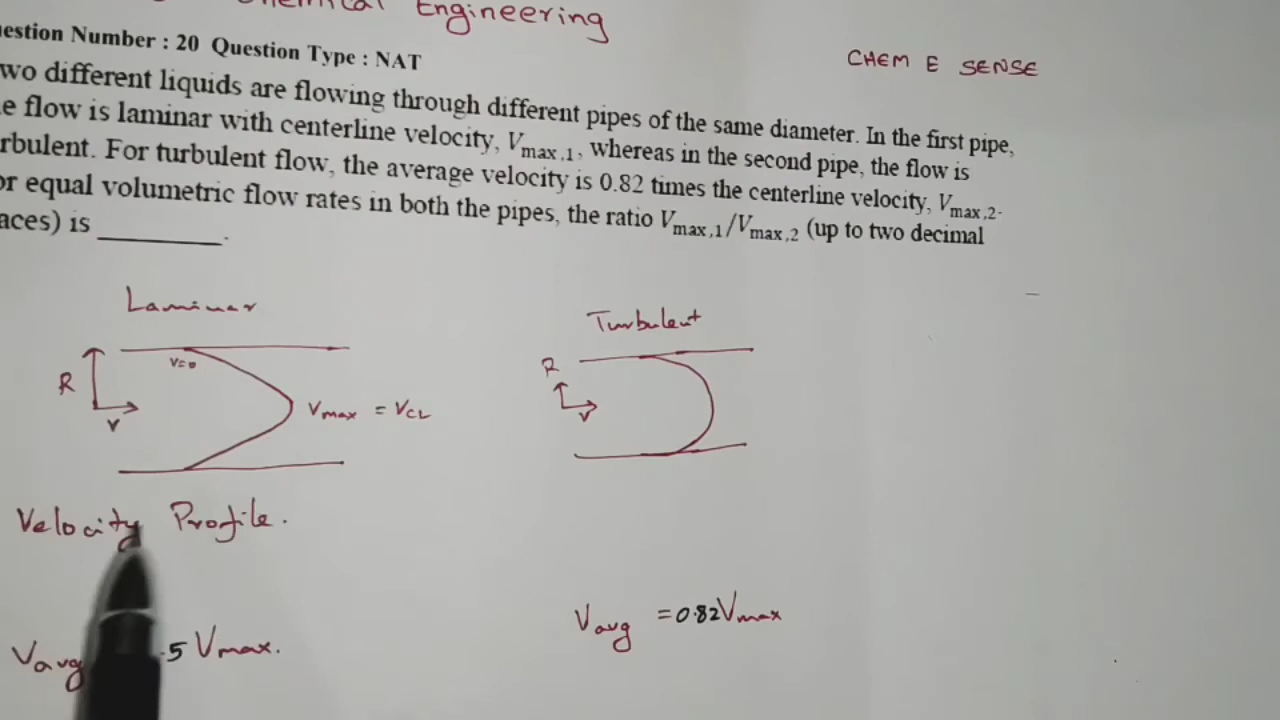 Chemical Engineering
CHEM E SENSE
estion Number : 20 Question Type : NAT
wo different liquids are flowing through different pipes of the same diameter. In the first pipe,
e flow is laminar with centerline velocity, Vmax,1, whereas in the second pipe, the flow is
rbulent. For turbulent flow, the average velocity is 0.82 times the centerline velocity, Vmax,2.
or equal volumetric flow rates in both the pipes, the ratio Vmax,1/Vmax,2 (up to two decimal
aces) is ________.
Laminar
Turbulent
V=0
R
V
Vmax = VCL
R
V
Velocity Profile.
Vavg .5 Vmax.
Vavg = 0.82Vmax